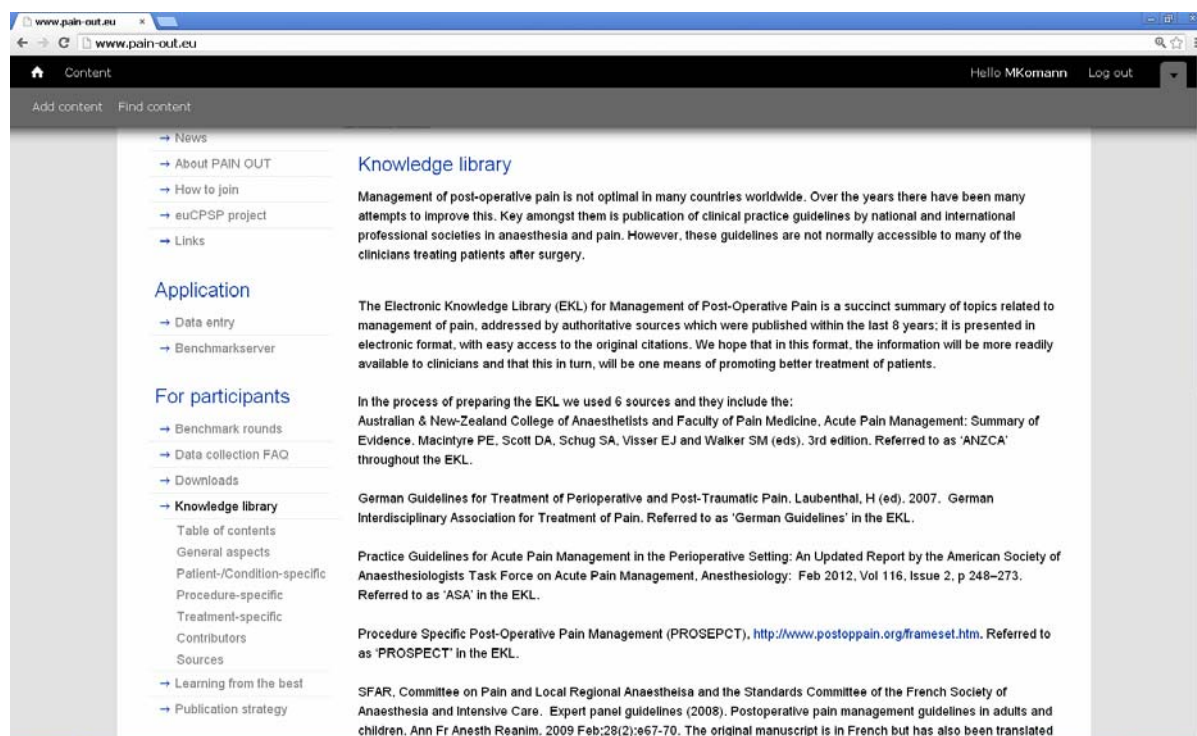 www.pain-out.eu
www.pain-out.eu
Content
Hello MKomann Log out
Add content Find content
→ News
→ About PAIN OUT
→ How to join
→ euCPSP project
→ Links
Application
→ Data entry
→ Benchmarkserver
For participants
→ Benchmark rounds
→ Data collection FAQ
→ Downloads
→ Knowledge library
Table of contents
General aspects
Patient-/Condition-specific
Procedure-specific
Treatment-specific
Contributors
Sources
→ Learning from the best
→ Publication strategy
Knowledge library
Management of post-operative pain is not optimal in many countries worldwide. Over the years there have been many
attempts to improve this. Key amongst them is publication of clinical practice guidelines by national and international
professional societies in anaesthesia and pain. However, these guidelines are not normally accessible to many of the
clinicians treating patients after surgery.
The Electronic Knowledge Library (EKL) for Management of Post-Operative Pain is a succinct summary of topics related to
management of pain, addressed by authoritative sources which were published within the last 8 years; it is presented in
electronic format, with easy access to the original citations. We hope that in this format, the information will be more readily
available to clinicians and that this in turn, will be one means of promoting better treatment of patients.
In the process of preparing the EKL we used 6 sources and they include the:
Australian & New-Zealand College of Anaesthetists and Faculty of Pain Medicine, Acute Pain Management: Summary of
Evidence. Macintyre PE, Scott DA, Schug SA, Visser EJ and Walker SM (eds). 3rd edition. Referred to as 'ANZCA'
throughout the EKL.
German Guidelines for Treatment of Perioperative and Post-Traumatic Pain. Laubenthal, H (ed). 2007. German
Interdisciplinary Association for Treatment of Pain. Referred to as 'German Guidelines' in the EKL.
Practice Guidelines for Acute Pain Management in the Perioperative Setting: An Updated Report by the American Society of
Anaesthesiologists Task Force on Acute Pain Management, Anesthesiology: Feb 2012, Vol 116, Issue 2, p 248–273.
Referred to as 'ASA' in the EKL.
Procedure Specific Post-Operative Pain Management (PROSEPCT), http://www.postoppain.org/frameset.htm. Referred to
as 'PROSPECT' in the EKL.
SFAR, Committee on Pain and Local Regional Anaestheisa and the Standards Committee of the French Society of
Anaesthesia and Intensive Care. Expert panel guidelines (2008). Postoperative pain management guidelines in adults and
children. Ann Fr Anesth Reanim. 2009 Feb;28(2):e67-70. The original manuscript is in French but has also been translated